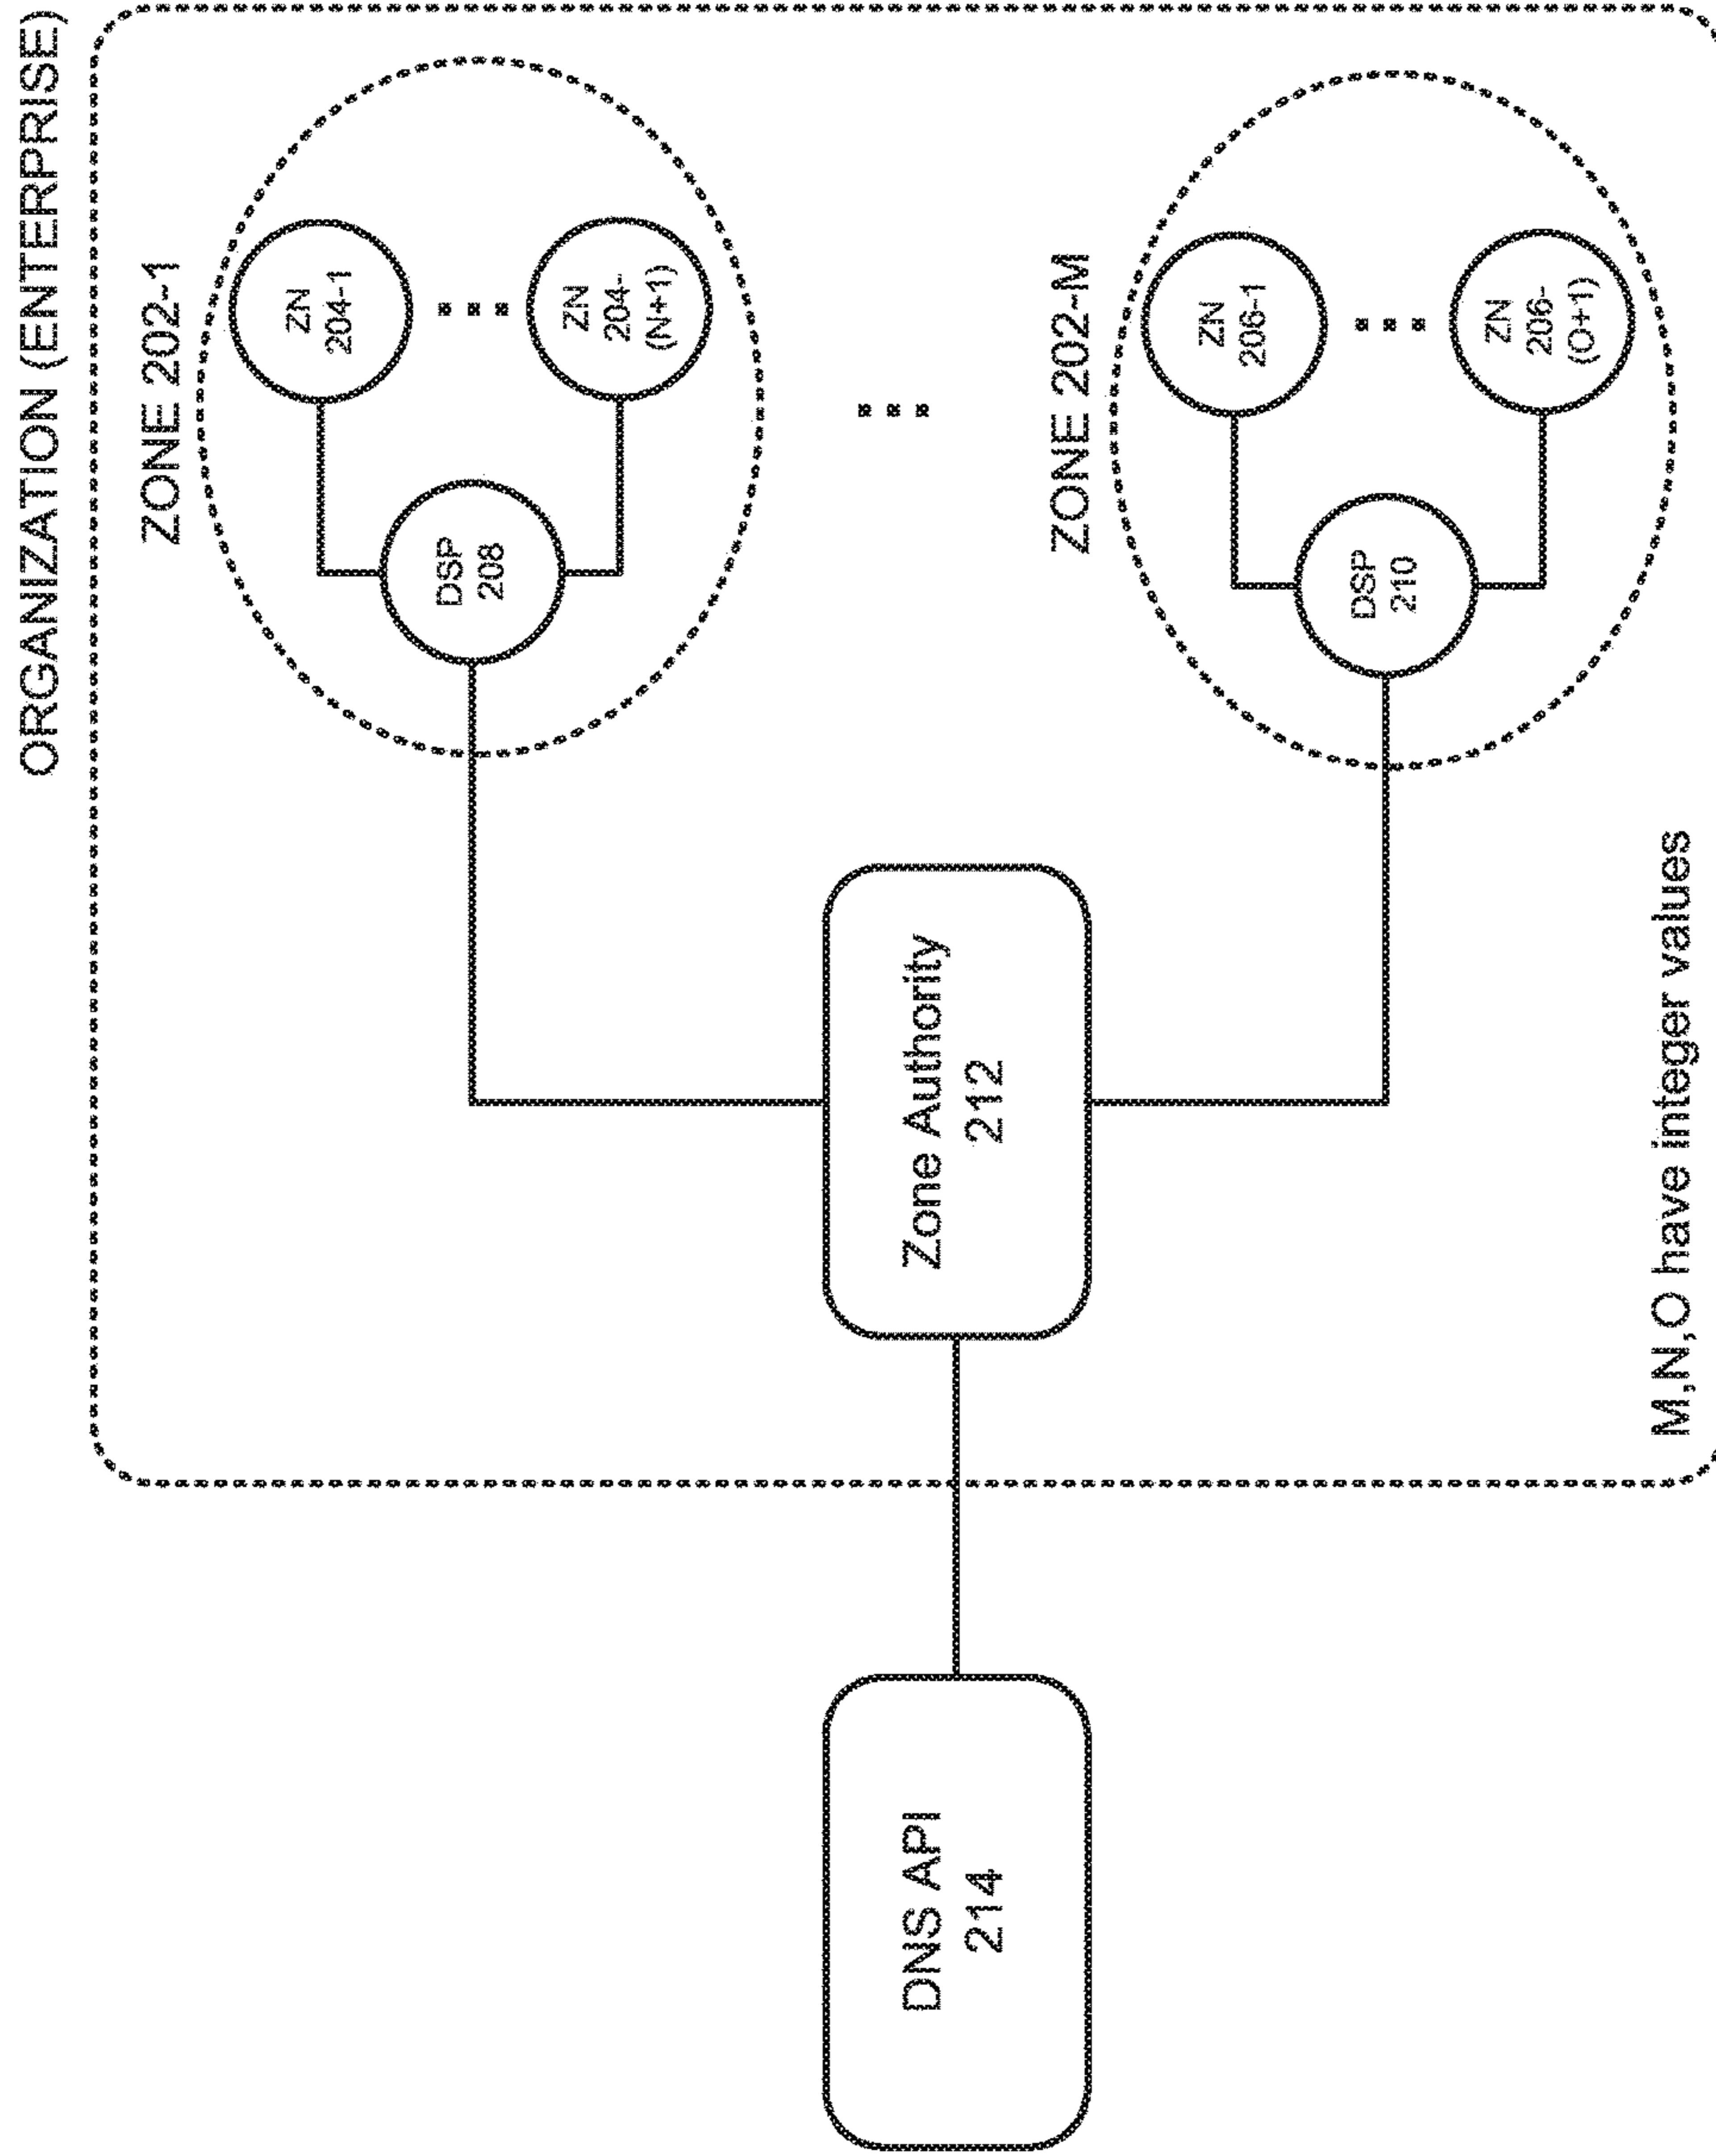 ORGANIZATION (ENTERPRISE)
ZONE 202-1
ZN
204-1
ZN
204-
(N+1)
DSP
208
ZONE 202-M
ZN
206-1
ZN
206-
(O+1)
DSP
210
Zone Authority
212
DNS API
214
M,N,O have integer values